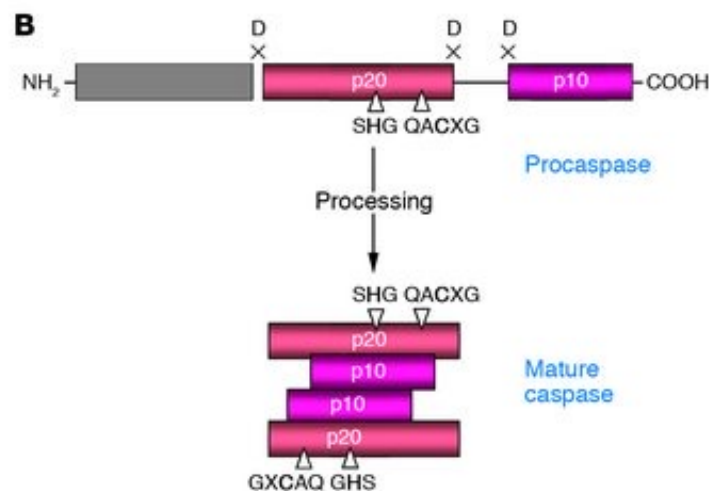 B
D D D
× × ×
NH2 p20 p10 COOH
SHG QACXG
Procaspase
Processing
SHG QACXG
p20
p10
Mature
caspase
p10
p20
GXCAQ GHS